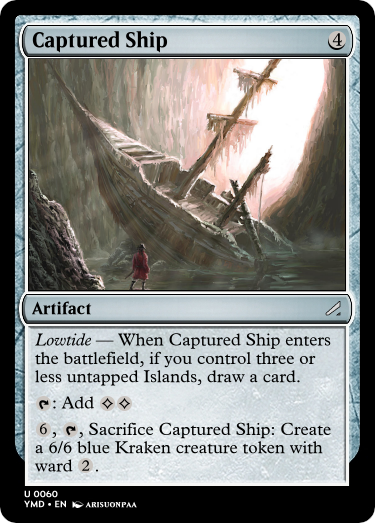 Captured Ship 4
Artifact
Lowtide — When Captured Ship enters
the battlefield, if you control three or
less untapped Islands, draw a card.
: Add
6, , Sacrifice Captured Ship: Create
a 6/6 blue Kraken creature token with
ward 2.
U 0060
YMD • EN ARISUONPAA